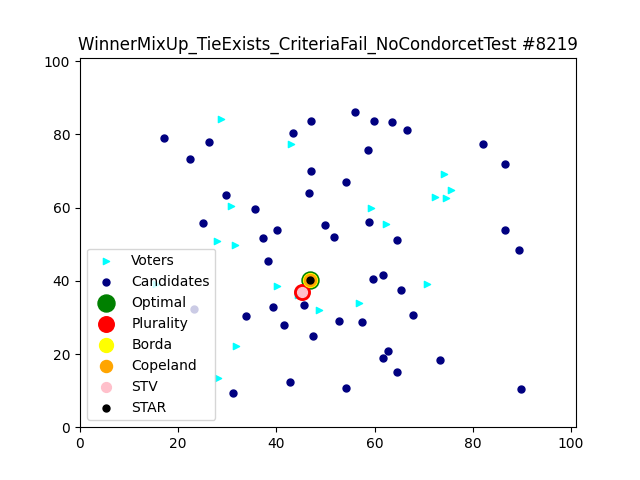 WinnerMixUp_TieExists_CriteriaFail_NoCondorcetTest #8219
100
80
60
40
20
0
Voters
Candidates
Optimal
Plurality
Borda
Copeland
STV
STAR
0 20 40 60 80 100